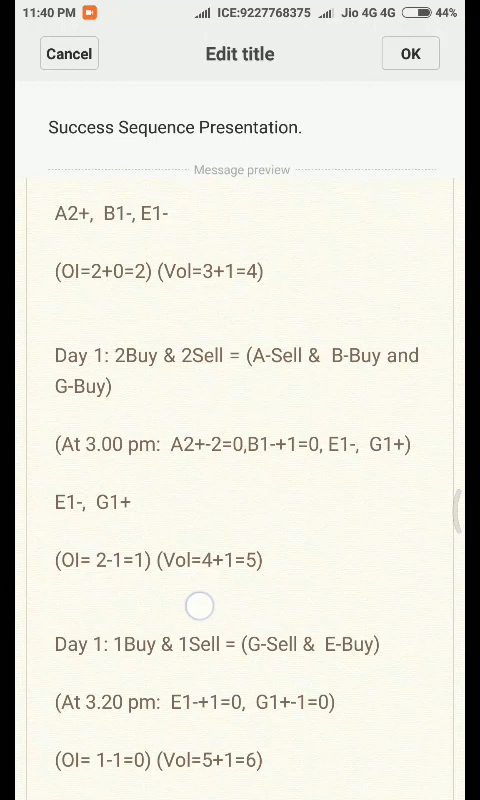 11:40 PM ICE:9227768375 Jio 4G 4G 44%
Cancel Edit title OK
Success Sequence Presentation.
Message preview
A2+, B1-, E1-
(OI=2+0=2) (Vol=3+1=4)
Day 1: 2Buy & 2Sell = (A-Sell & B-Buy and
G-Buy)
(At 3.00 pm: A2+-2=0,B1-+1=0, E1-, G1+)
E1-, G1+
(OI= 2-1=1) (Vol=4+1=5)
Day 1: 1Buy & 1Sell = (G-Sell & E-Buy)
(At 3.20 pm: E1-+1=0, G1+-1=0)
(OI= 1-1=0) (Vol=5+1=6)